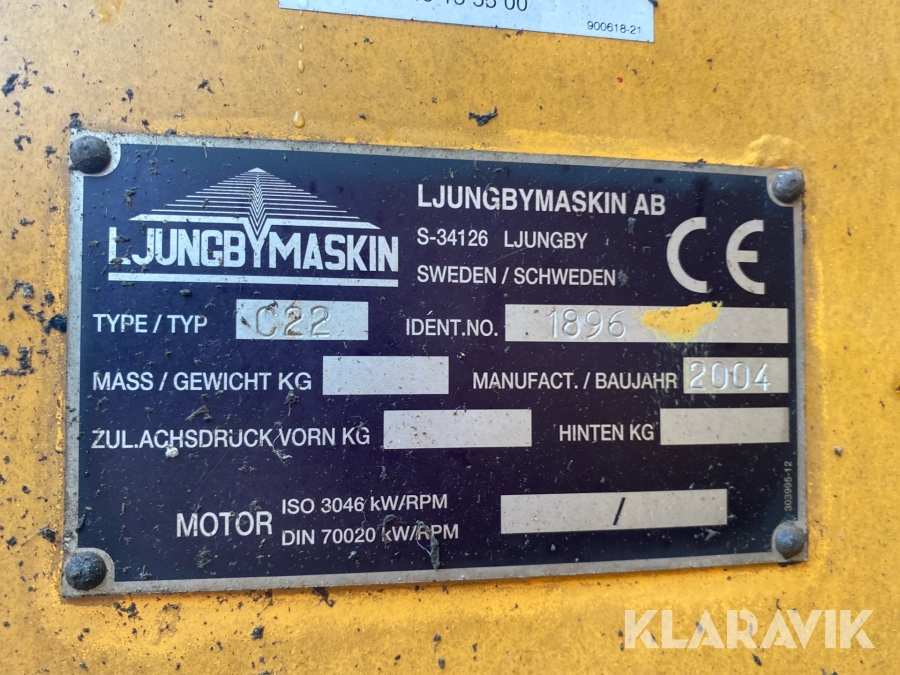 55 00
900618-21
LJUNGBYMASKIN
LJUNGBYMASKIN AB
S-34126 LJUNGBY
SWEDEN / SCHWEDEN
CE
TYPE / TYP C22 IDENT.NO. 1896
MASS / GEWICHT KG MANUFACT. / BAUJAHR 2004
ZUL.ACHSDRUCK VORN KG HINTEN KG
303995-12
MOTOR ISO 3046 kW/RPM /
DIN 70020 kW/RPM
KLARAVIK